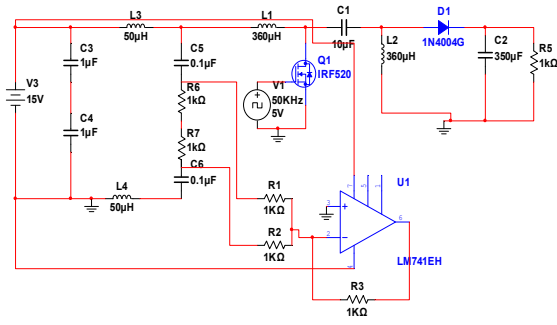 L3
50µH
L1
360µH
C1
10µF
D1
1N4004G
C3
1µF
C5
0.1µF
Q1
IRF520
L2
360µH
C2
350µF
R5
1kΩ
V3
15V
R6
1kΩ
V1
50KHz
5V
C4
1µF
R7
1kΩ
C6
0.1µF
L4
50µH
R1
1KΩ
R2
1KΩ
7
5
1
U1
3
2
6
4
LM741EH
R3
1KΩ